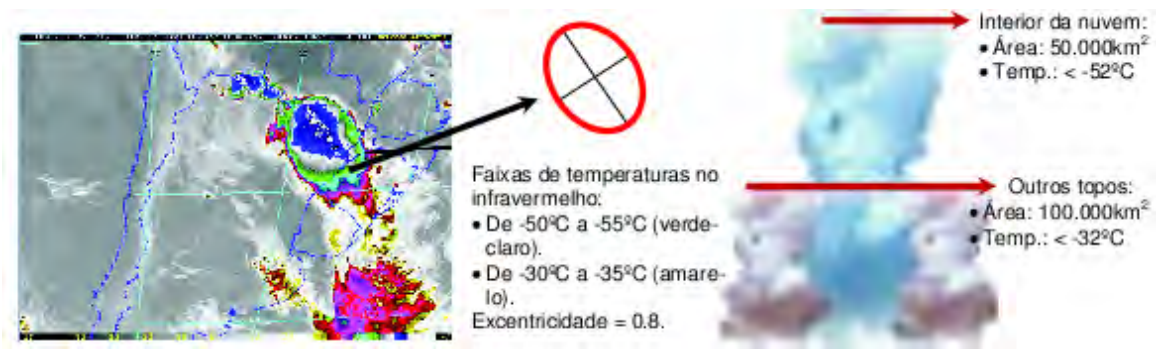 Interior da nuvem:
• Área: 50.000km²
• Temp.: < -52ºC
Faixas de temperaturas no
infravermelho:
• De -50ºC a -55ºC (verde-
claro).
• De -30ºC a -35ºC (amare-
lo).
Excentricidade = 0.8.
Outros topos:
• Área: 100.000km²
• Temp.: < -32ºC